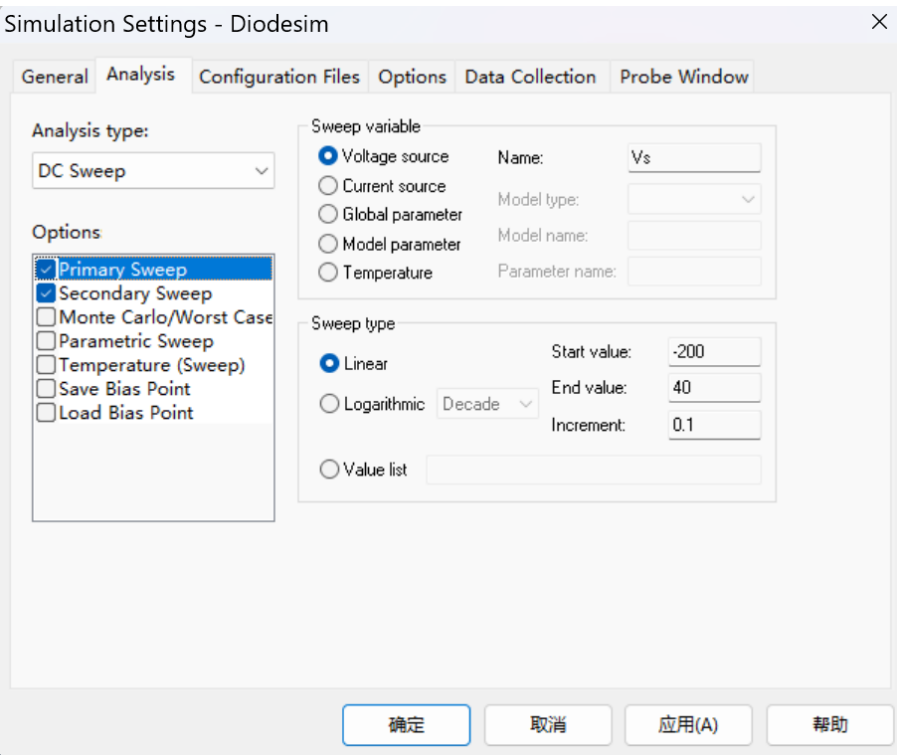 Simulation Settings - Diodesim
General Analysis Configuration Files Options Data Collection Probe Window
Analysis type:
DC Sweep
Options
Primary Sweep
Secondary Sweep
Monte Carlo/Worst Case
Parametric Sweep
Temperature (Sweep)
Save Bias Point
Load Bias Point
Sweep variable
Voltage source
Current source
Global parameter
Model parameter
Temperature
Name: Vs
Model type:
Model name:
Parameter name:
Sweep type
Linear
Logarithmic Decade
Value list
Start value: -200
End value: 40
Increment: 0.1
确定 取消 应用(A) 帮助